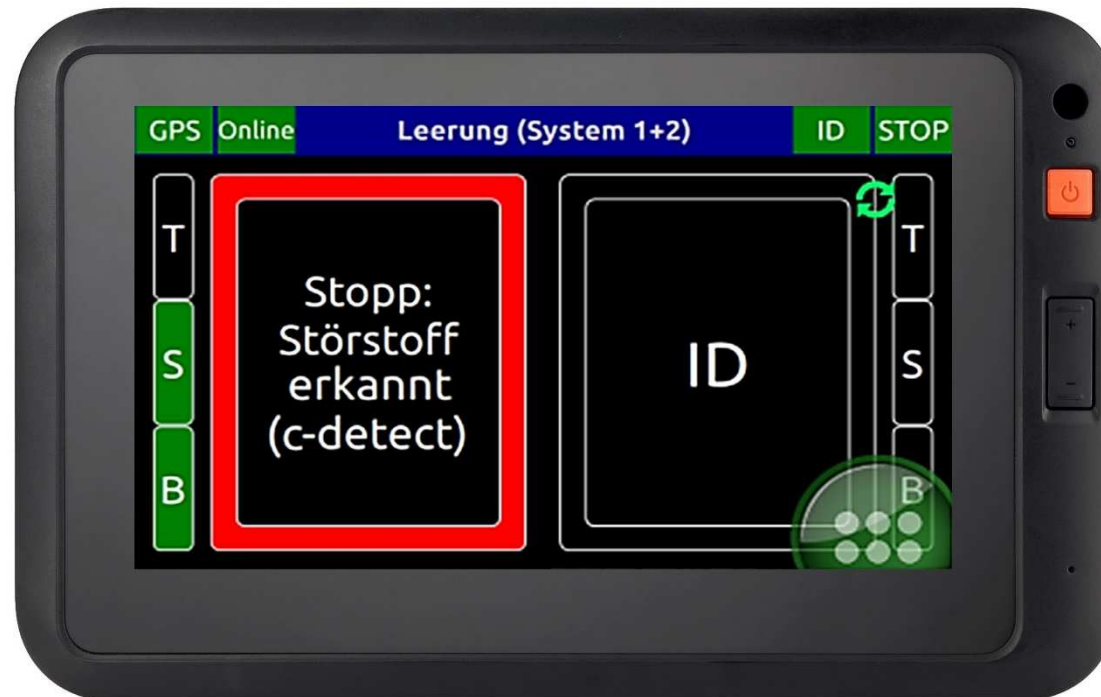 GPS Online Leerung (System 1+2) ID STOP
T
S
B
Stopp:
Störstoff
erkannt
(c-detect)
ID
T
S
B
+
-